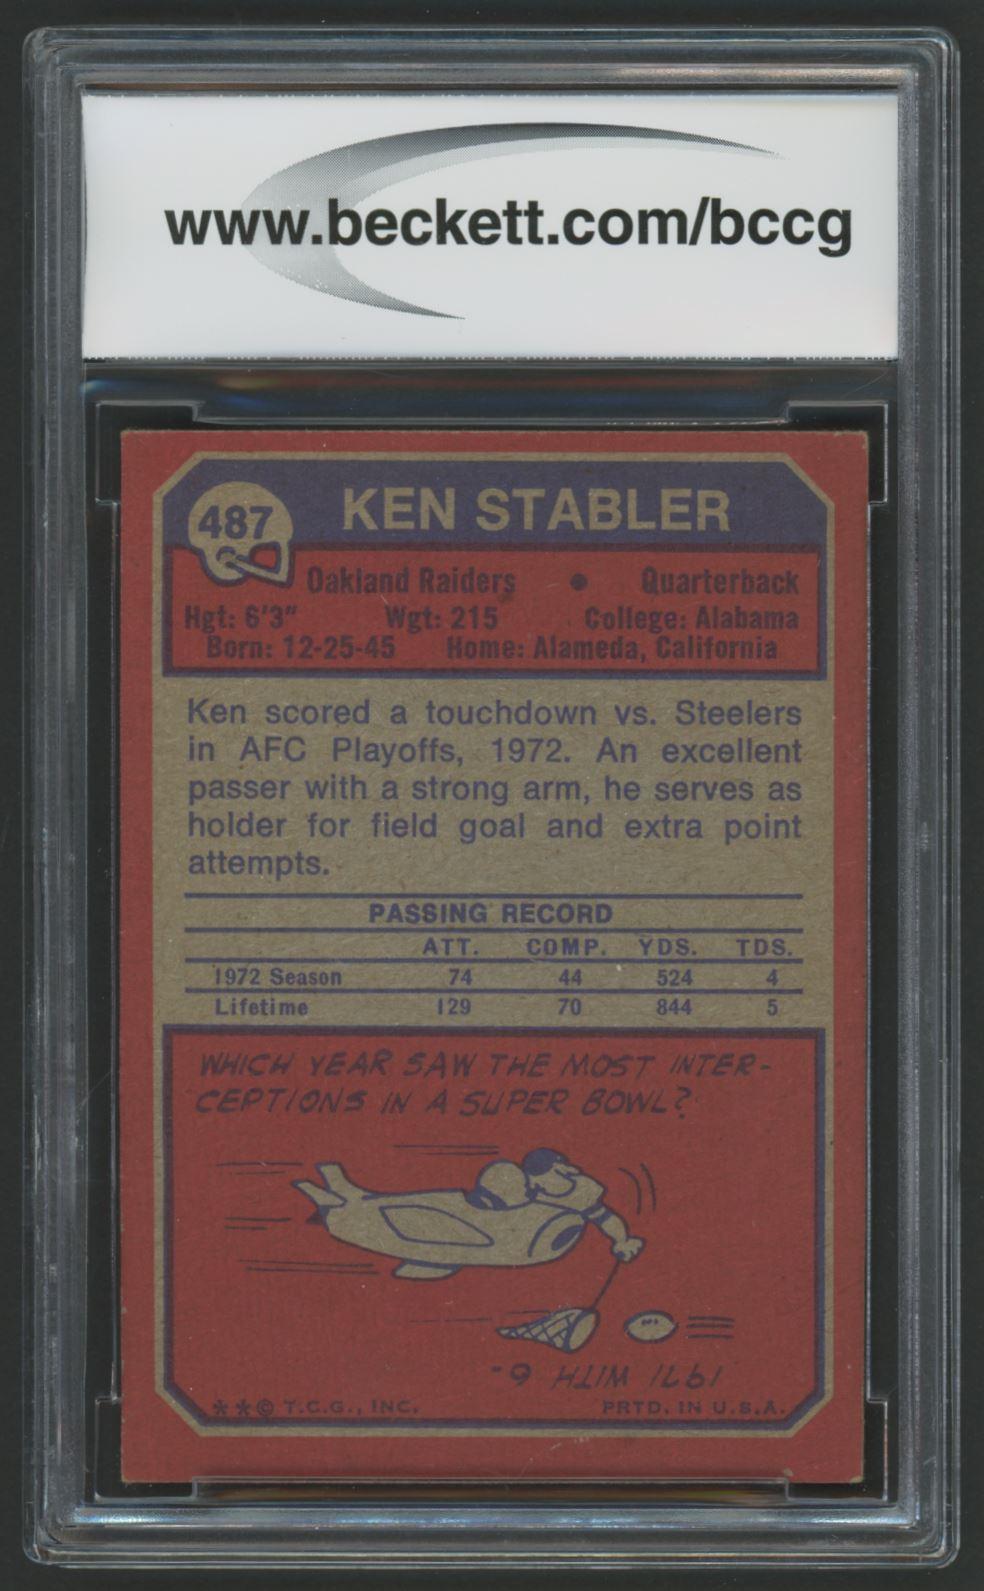 www.beckett.com/bccg
487
KEN STABLER
Oakland Raiders • Quarterback
Hgt: 6'3" Wgt: 215 College: Alabama
Born: 12-25-45 Home: Alameda, California
Ken scored a touchdown vs. Steelers
in AFC Playoffs, 1972. An excellent
passer with a strong arm, he serves as
holder for field goal and extra point
attempts.
PASSING RECORD
ATT. COMP. YDS. TDS.
1972 Season 74 44 524 4
Lifetime 129 70 844 5
WHICH YEAR SAW THE MOST INTER-
CEPTIONS IN A SUPER BOWL?
1971 WITH 6-
**© T.C.G., INC. PRTD. IN U.S.A.